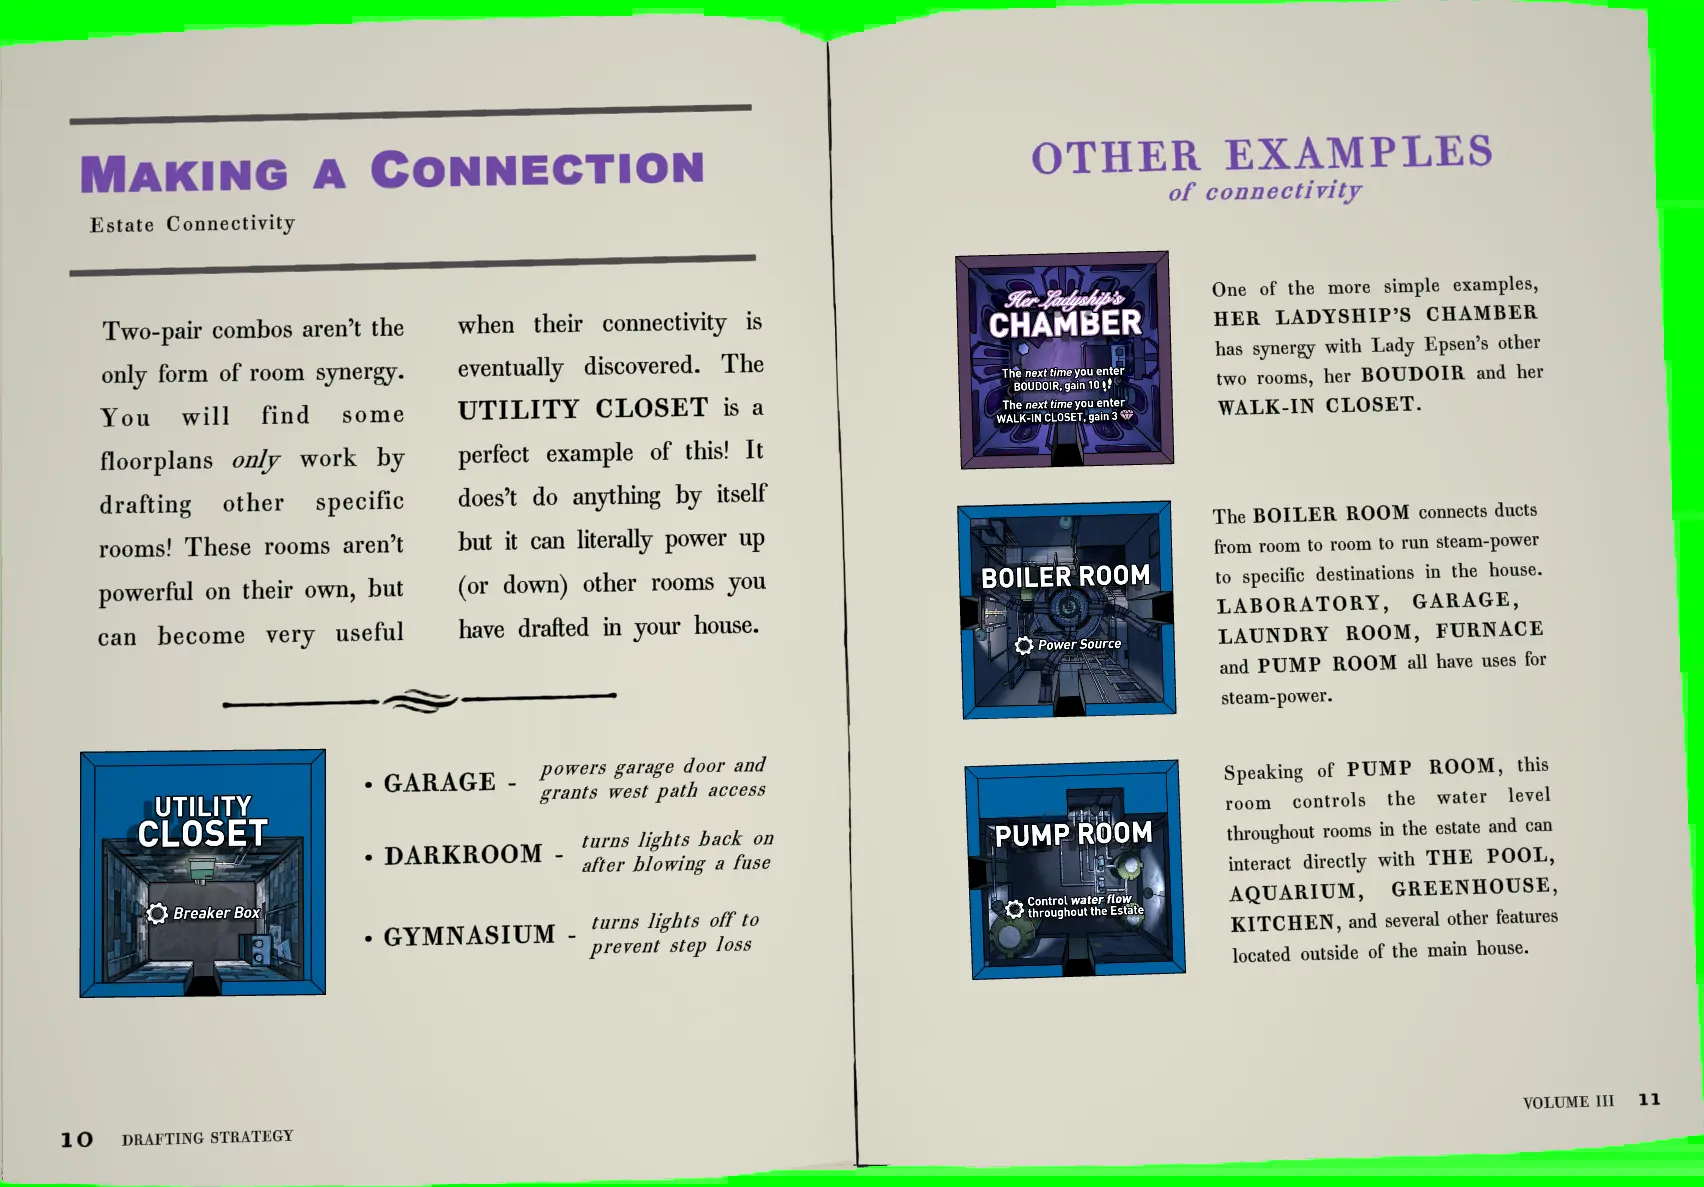 MAKING A CONNECTION
Estate Connectivity
Two-pair combos aren't the
only form of room synergy.
You will find some
floorplans only work by
drafting other specific
rooms! These rooms aren't
powerful on their own, but
can become very useful
when their connectivity is
eventually discovered. The
UTILITY CLOSET is a
perfect example of this! It
does't do anything by itself
but it can literally power up
(or down) other rooms you
have drafted in your house.
UTILITY
CLOSET
Breaker Box
• GARAGE - powers garage door and
grants west path access
• DARKROOM - turns lights back on
after blowing a fuse
• GYMNASIUM - turns lights off to
prevent step loss
10 DRAFTING STRATEGY
OTHER EXAMPLES
of connectivity
Her Ladyship's
CHAMBER
The next time you enter
BOUDOIR, gain 10
The next time you enter
WALK-IN CLOSET, gain 3
One of the more simple examples,
HER LADYSHIP'S CHAMBER
has synergy with Lady Epsen's other
two rooms, her BOUDOIR and her
WALK-IN CLOSET.
BOILER ROOM
Power Source
The BOILER ROOM connects ducts
from room to room to run steam-power
to specific destinations in the house.
LABORATORY, GARAGE,
LAUNDRY ROOM, FURNACE
and PUMP ROOM all have uses for
steam-power.
PUMP ROOM
Control water flow
throughout the Estate
Speaking of PUMP ROOM, this
room controls the water level
throughout rooms in the estate and can
interact directly with THE POOL,
AQUARIUM, GREENHOUSE,
KITCHEN, and several other features
located outside of the main house.
VOLUME III 11